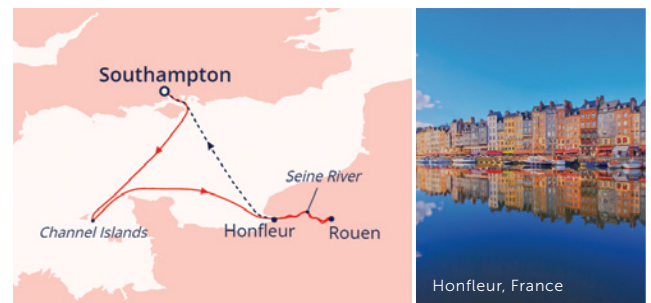 Southampton
Seine River
Channel Islands
Honfleur
Rouen
Honfleur, France